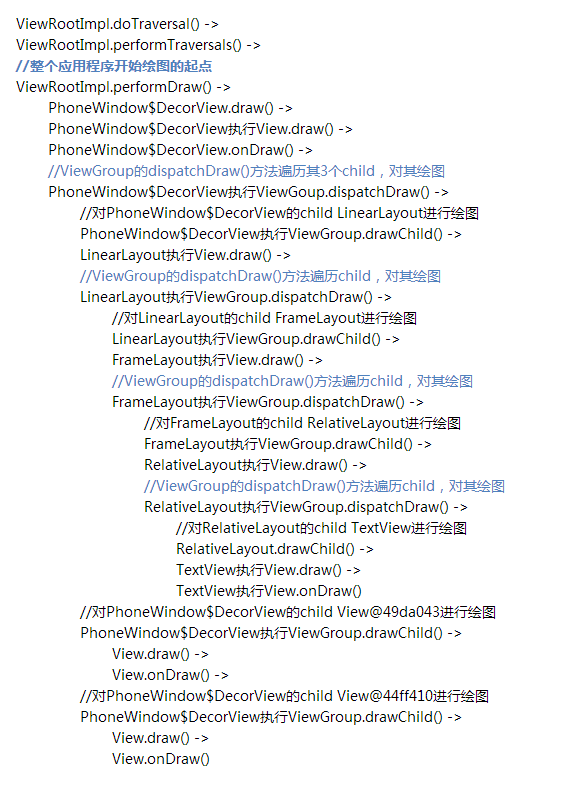 ViewRootImpl.doTraversal() ->
ViewRootImpl.performTraversals() ->
//整个应用程序开始绘图的起点
ViewRootImpl.performDraw() ->
PhoneWindow$DecorView.draw() ->
PhoneWindow$DecorView执行View.draw() ->
PhoneWindow$DecorView.onDraw() ->
//ViewGroup的dispatchDraw()方法遍历其3个child，对其绘图
PhoneWindow$DecorView执行ViewGoup.dispatchDraw() ->
//对PhoneWindow$DecorView的child LinearLayout进行绘图
PhoneWindow$DecorView执行ViewGroup.drawChild() ->
LinearLayout执行View.draw() ->
//ViewGroup的dispatchDraw()方法遍历child，对其绘图
LinearLayout执行ViewGroup.dispatchDraw() ->
//对LinearLayout的child FrameLayout进行绘图
LinearLayout执行ViewGroup.drawChild() ->
FrameLayout执行View.draw() ->
//ViewGroup的dispatchDraw()方法遍历child，对其绘图
FrameLayout执行ViewGroup.dispatchDraw() ->
//对FrameLayout的child RelativeLayout进行绘图
FrameLayout执行ViewGroup.drawChild() ->
RelativeLayout执行View.draw() ->
//ViewGroup的dispatchDraw()方法遍历child，对其绘图
RelativeLayout执行ViewGroup.dispatchDraw() ->
//对RelativeLayout的child TextView进行绘图
RelativeLayout.drawChild() ->
TextView执行View.draw() ->
TextView执行View.onDraw()
//对PhoneWindow$DecorView的child View@49da043进行绘图
PhoneWindow$DecorView执行ViewGroup.drawChild() ->
View.draw() ->
View.onDraw() ->
//对PhoneWindow$DecorView的child View@44ff410进行绘图
PhoneWindow$DecorView执行ViewGroup.drawChild() ->
View.draw() ->
View.onDraw()